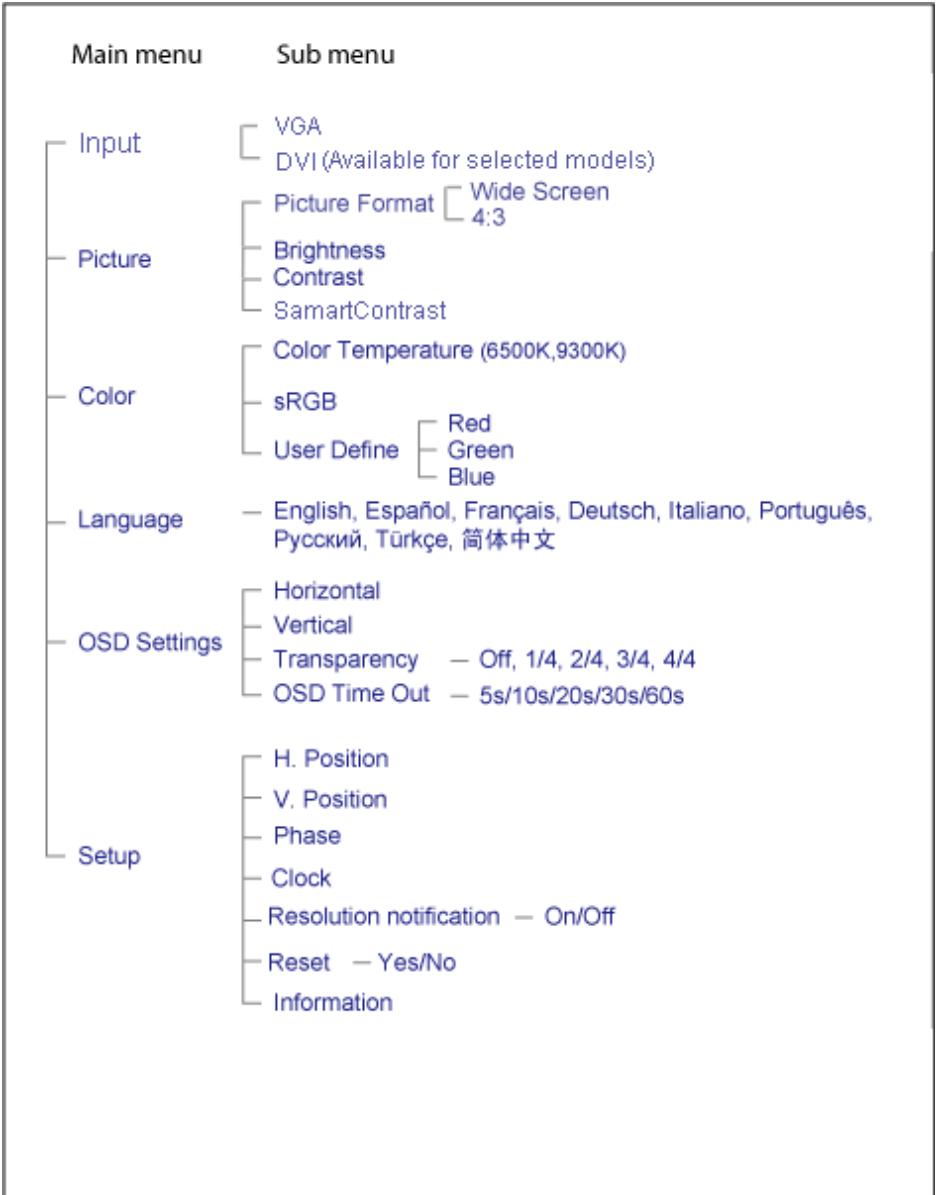 Main menu Sub menu
VGA
Input
DVI (Available for selected models)
Picture Format Wide Screen
4:3
Brightness
Picture
Contrast
SamartContrast
Color Temperature (6500K,9300K)
Color
sRGB
Red
User Define Green
Blue
Language — English, Español, Français, Deutsch, Italiano, Português,
Русский, Türkçe, 简体中文
Horizontal
Vertical
OSD Settings
Transparency — Off, 1/4, 2/4, 3/4, 4/4
OSD Time Out — 5s/10s/20s/30s/60s
H. Position
V. Position
Phase
Setup
Clock
Resolution notification — On/Off
Reset — Yes/No
Information